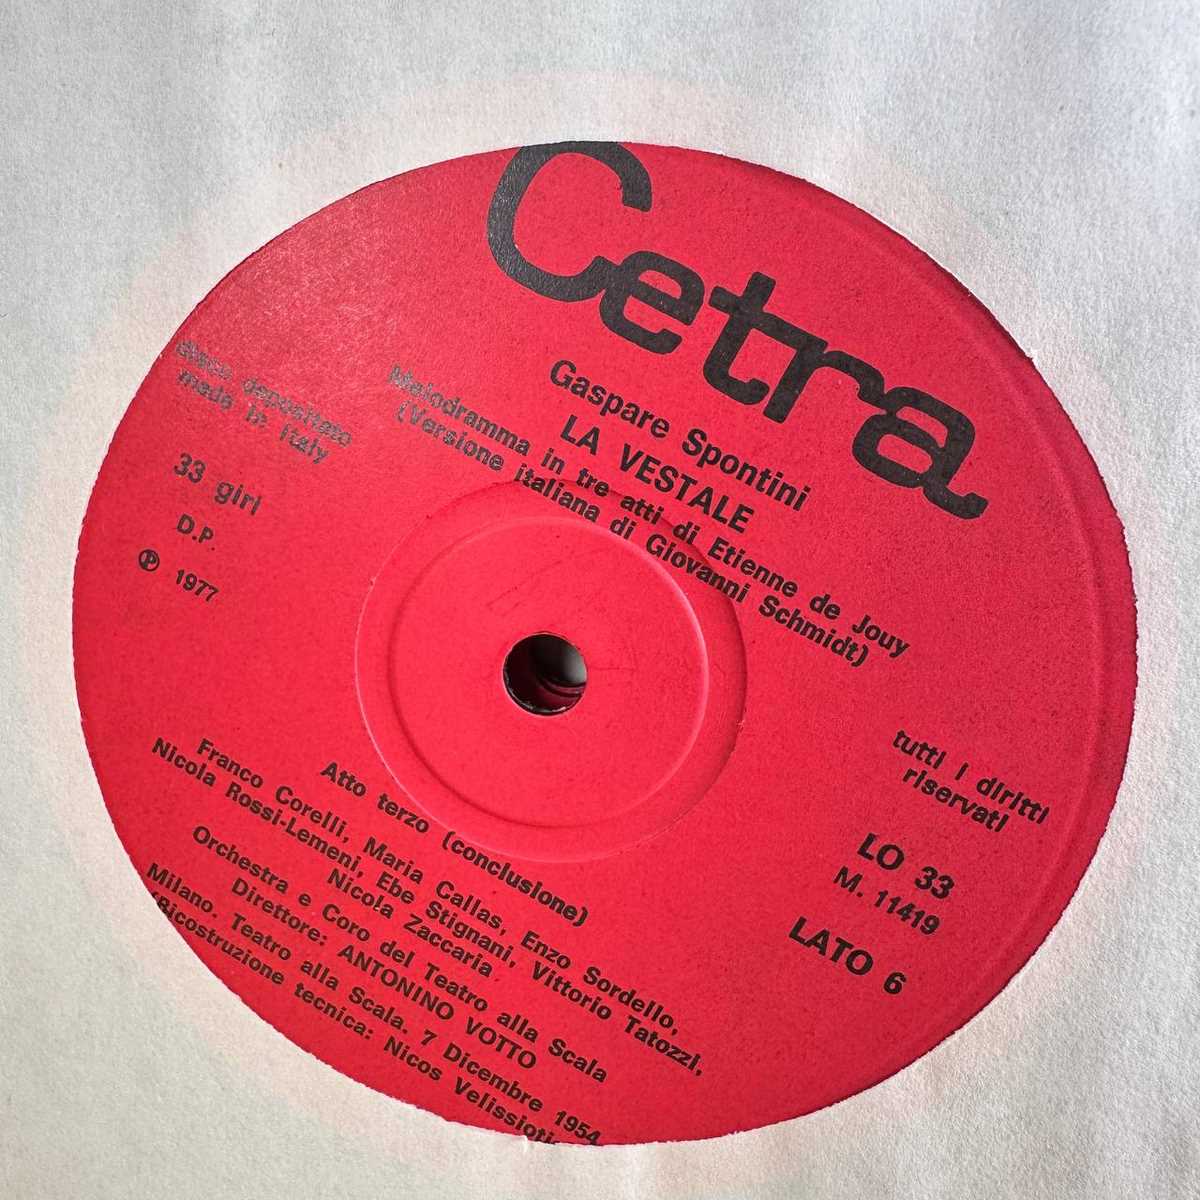 Cetra
Gaspare Spontini
LA VESTALE
Melodramma in tre atti di Etienne de Jouy
(Versione italiana di Giovanni Schmidt)
disco depositato
made in Italy
33 giri
D.P.
℗ 1977
tutti i diritti
riservati
LO 33
M. 11419
LATO 6
Atto terzo (conclusione)
Franco Corelli, Maria Callas, Enzo Sordello,
Nicola Rossi-Lemeni, Ebe Stignani, Vittorio Tatozzi,
Nicola Zaccaria
Orchestra e Coro del Teatro alla Scala
Direttore: ANTONINO VOTTO
Milano. Teatro alla Scala. 7 Dicembre 1954
(Ricostruzione tecnica: Nicos Velissioti